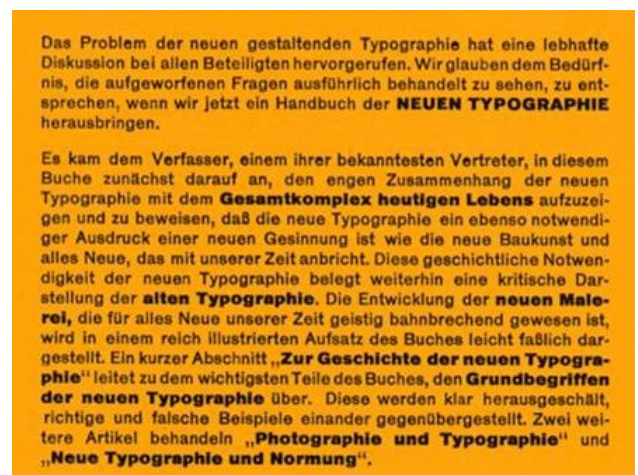 Das Problem der neuen gestaltenden Typographie hat eine lebhafte
Diskussion bei allen Beteiligten hervorgerufen. Wir glauben dem Bedürf-
nis, die aufgeworfenen Fragen ausführlich behandelt zu sehen, zu ent-
sprechen, wenn wir jetzt ein Handbuch der NEUEN TYPOGRAPHIE
herausbringen.
Es kam dem Verfasser, einem ihrer bekanntesten Vertreter, in diesem
Buche zunächst darauf an, den engen Zusammenhang der neuen
Typographie mit dem Gesamtkomplex heutigen Lebens aufzuzei-
gen und zu beweisen, daß die neue Typographie ein ebenso notwendi-
ger Ausdruck einer neuen Gesinnung ist wie die neue Baukunst und
alles Neue, das mit unserer Zeit anbricht. Diese geschichtliche Notwen-
digkeit der neuen Typographie belegt weiterhin eine kritische Dar-
stellung der alten Typographie. Die Entwicklung der neuen Male-
rei, die für alles Neue unserer Zeit geistig bahnbrechend gewesen ist,
wird in einem reich illustrierten Aufsatz des Buches leicht faßlich dar-
gestellt. Ein kurzer Abschnitt „Zur Geschichte der neuen Typogra-
phie“ leitet zu dem wichtigsten Teile des Buches, den Grundbegriffen
der neuen Typographie über. Diese werden klar herausgeschält,
richtige und falsche Beispiele einander gegenübergestellt. Zwei wei-
tere Artikel behandeln „Photographie und Typographie“ und
„Neue Typographie und Normung“.